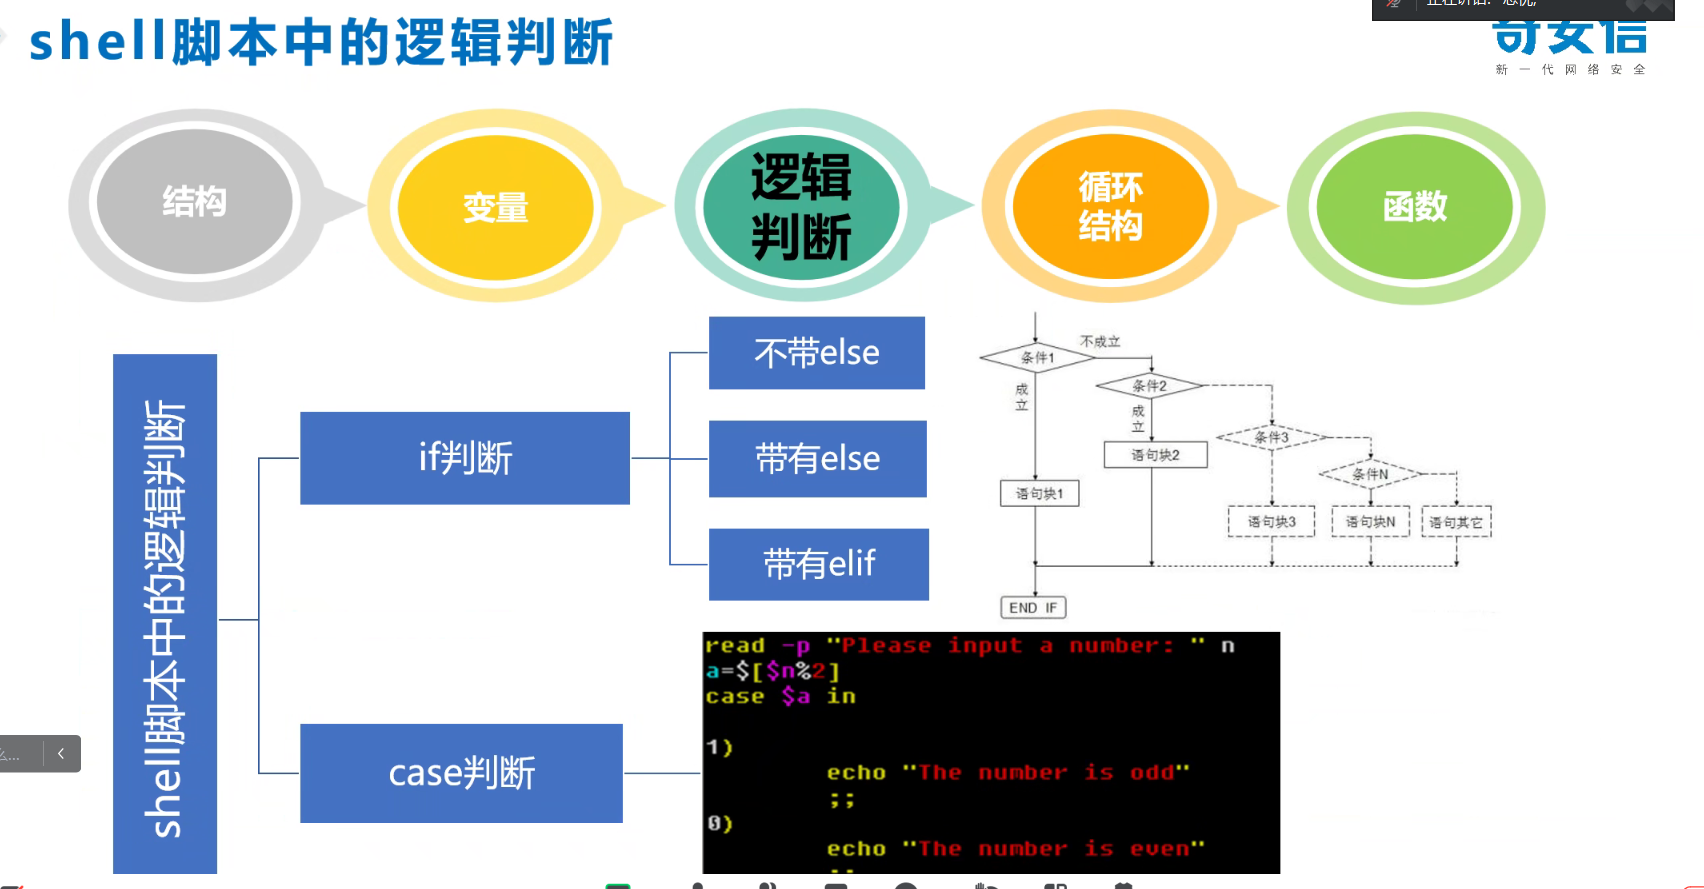 shell脚本中的逻辑判断
正在讲话:
奇安信
新一代网络安全
结构
变量
逻辑
判断
循环
结构
函数
shell脚本中的逻辑判断
if判断
不带else
带有else
带有elif
case判断
条件1
不成立
成
立
条件2
成
立
条件3
条件N
语句块1
语句块2
语句块3
语句块N
语句其它
END IF
read -p "Please input a number: " n
a=$[$n%2]
case $a in
1)
echo "The number is odd"
;;
0)
echo "The number is even"
;;